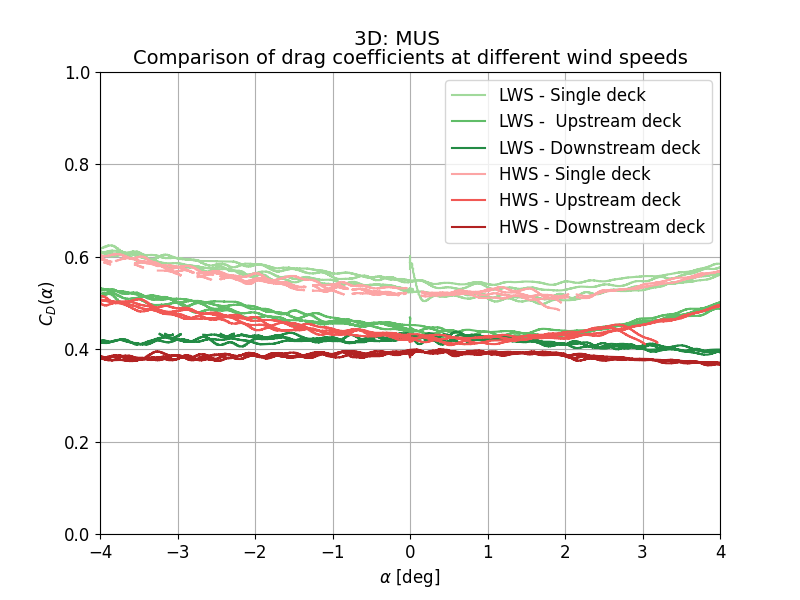 3D: MUS
Comparison of drag coefficients at different wind speeds
1.0
0.8
0.6
0.4
0.2
0.0
−4
−3
−2
−1
0
1
2
3
4
C_D(α)
α [deg]
LWS - Single deck
LWS -  Upstream deck
LWS - Downstream deck
HWS - Single deck
HWS - Upstream deck
HWS - Downstream deck